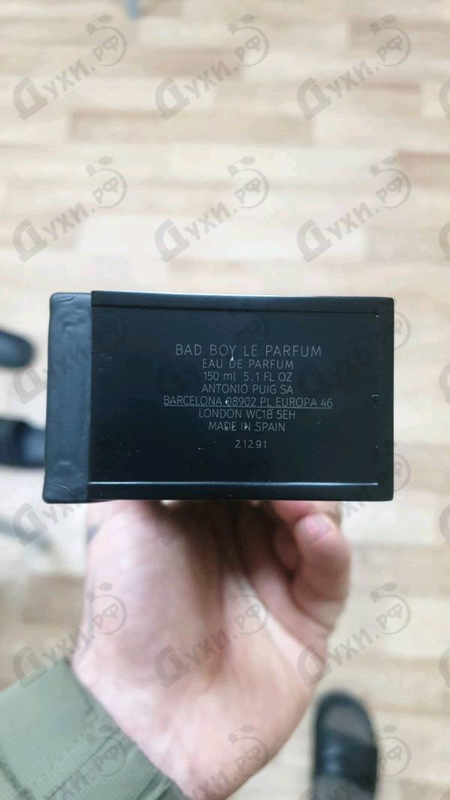 BAD BOY LE PARFUM
EAU DE PARFUM
150 ml 5,1 FL OZ
ANTONIO PUIG SA
BARCELONA 08902 PL EUROPA 46
LONDON WC1B 5EH
MADE IN SPAIN
21291
Духи.РФ